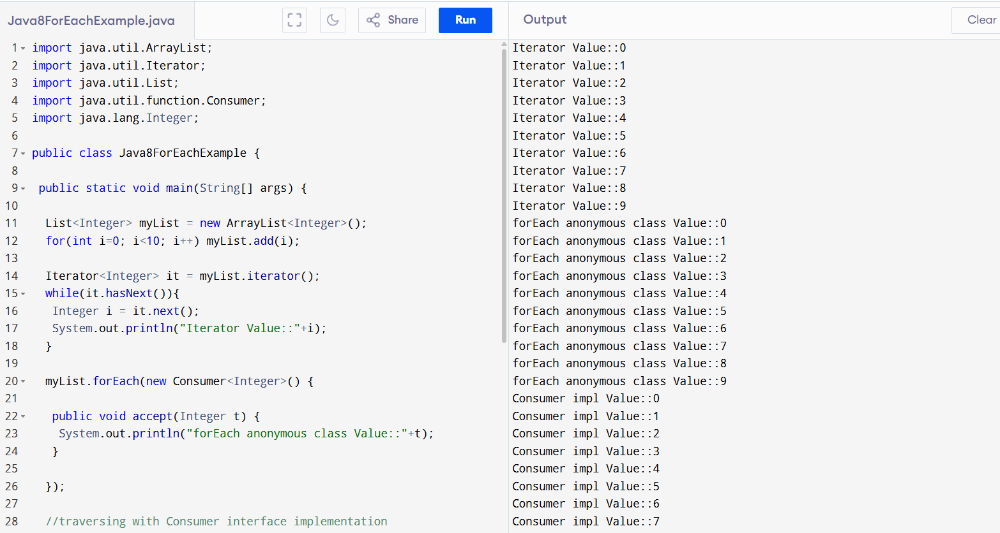 Java8ForEachExample.java
Share
Run
Output
Clear
1 import java.util.ArrayList;
2 import java.util.Iterator;
3 import java.util.List;
4 import java.util.function.Consumer;
5 import java.lang.Integer;
6
7 public class Java8ForEachExample {
8
9 public static void main(String[] args) {
10
11 List<Integer> myList = new ArrayList<Integer>();
12 for(int i=0; i<10; i++) myList.add(i);
13
14 Iterator<Integer> it = myList.iterator();
15 while(it.hasNext()){
16 Integer i = it.next();
17 System.out.println("Iterator Value::"+i);
18 }
19
20 myList.forEach(new Consumer<Integer>() {
21
22 public void accept(Integer t) {
23 System.out.println("forEach anonymous class Value::"+t);
24 }
25
26 });
27
28 //traversing with Consumer interface implementation
Iterator Value::0
Iterator Value::1
Iterator Value::2
Iterator Value::3
Iterator Value::4
Iterator Value::5
Iterator Value::6
Iterator Value::7
Iterator Value::8
Iterator Value::9
forEach anonymous class Value::0
forEach anonymous class Value::1
forEach anonymous class Value::2
forEach anonymous class Value::3
forEach anonymous class Value::4
forEach anonymous class Value::5
forEach anonymous class Value::6
forEach anonymous class Value::7
forEach anonymous class Value::8
forEach anonymous class Value::9
Consumer impl Value::0
Consumer impl Value::1
Consumer impl Value::2
Consumer impl Value::3
Consumer impl Value::4
Consumer impl Value::5
Consumer impl Value::6
Consumer impl Value::7